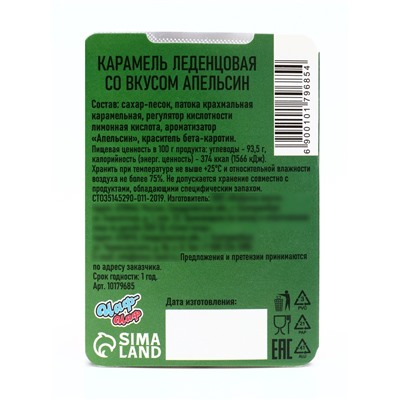 КАРАМЕЛЬ ЛЕДЕНЦОВАЯ
СО ВКУСОМ АПЕЛЬСИН
Состав: сахар-песок, патока крахмальная
карамельная, регулятор кислотности
лимонная кислота, ароматизатор
«Апельсин», краситель бета-каротин.
Пищевая ценность в 100 г продукта: углеводы - 93,5 г,
калорийность (энерг. ценность) - 374 ккал (1566 кДж).
Хранить при температуре не выше +25°С и относительной влажности
воздуха не более 75%. Не допускается хранение совместно с
продуктами, обладающими специфическим запахом.
СТО35145290-011-2019. Изготовитель:
Предложения и претензии принимаются
по адресу заказчика.
Срок годности: 1 год.
Арт. 10179685
Дата изготовления:
6900101796854
SIMA
LAND
EAC